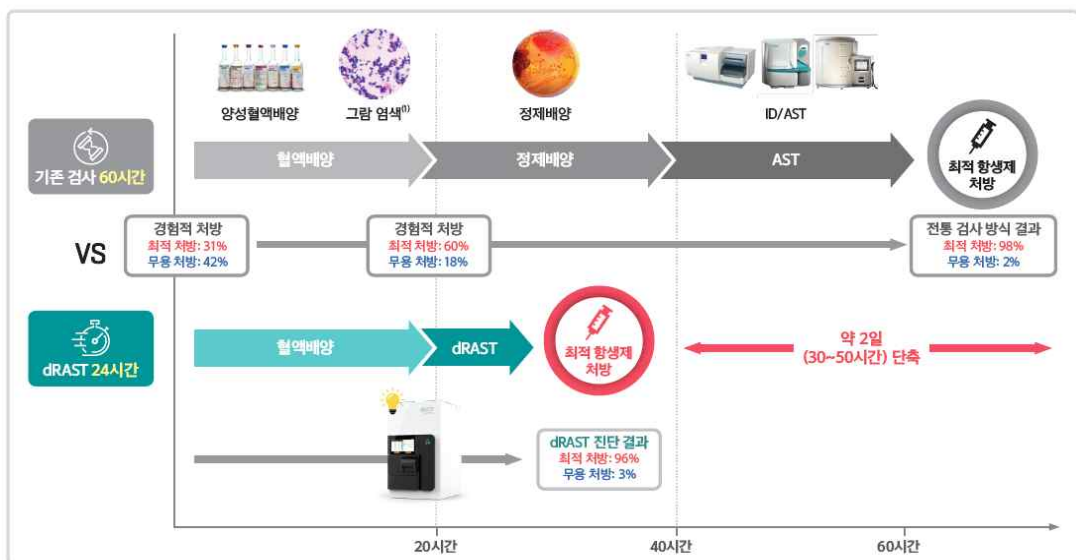 양성혈액배양
그람 염색⁽¹⁾
정제배양
ID/AST
기존 검사 60시간
혈액배양
정제배양
AST
최적 항생제
처방
VS
경험적 처방
최적 처방: 31%
무용 처방: 42%
경험적 처방
최적 처방: 60%
무용 처방: 18%
전통 검사 방식 결과
최적 처방: 98%
무용 처방: 2%
dRAST 24시간
혈액배양
dRAST
최적 항생제
처방
약 2일
(30~50시간) 단축
dRAST 진단 결과
최적 처방: 96%
무용 처방: 3%
20시간
40시간
60시간